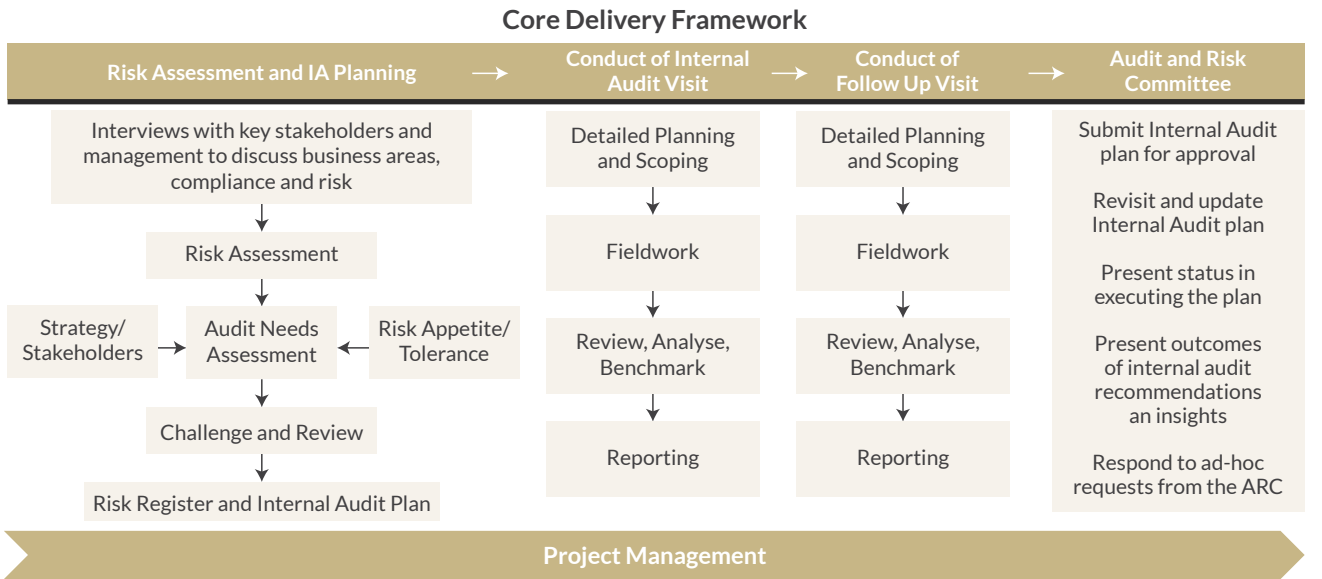 Core Delivery Framework
Risk Assessment and IA Planning
Conduct of Internal
Audit Visit
Conduct of
Follow Up Visit
Audit and Risk
Committee
Interviews with key stakeholders and
management to discuss business areas,
compliance and risk
Risk Assessment
Strategy/
Stakeholders
Audit Needs
Assessment
Risk Appetite/
Tolerance
Challenge and Review
Risk Register and Internal Audit Plan
Detailed Planning
and Scoping
Fieldwork
Review, Analyse,
Benchmark
Reporting
Detailed Planning
and Scoping
Fieldwork
Review, Analyse,
Benchmark
Reporting
Submit Internal Audit
plan for approval
Revisit and update
Internal Audit plan
Present status in
executing the plan
Present outcomes
of internal audit
recommendations
an insights
Respond to ad-hoc
requests from the ARC
Project Management